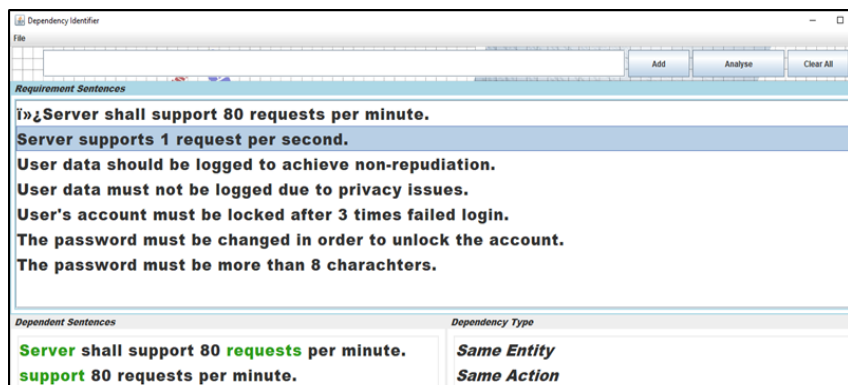 Dependency Identifier
File
Add Analyse Clear All
Requirement Sentences
ï»¿Server shall support 80 requests per minute.
Server supports 1 request per second.
User data should be logged to achieve non-repudiation.
User data must not be logged due to privacy issues.
User's account must be locked after 3 times failed login.
The password must be changed in order to unlock the account.
The password must be more than 8 charachters.
Dependent Sentences Dependency Type
Server shall support 80 requests per minute. Same Entity
support 80 requests per minute. Same Action